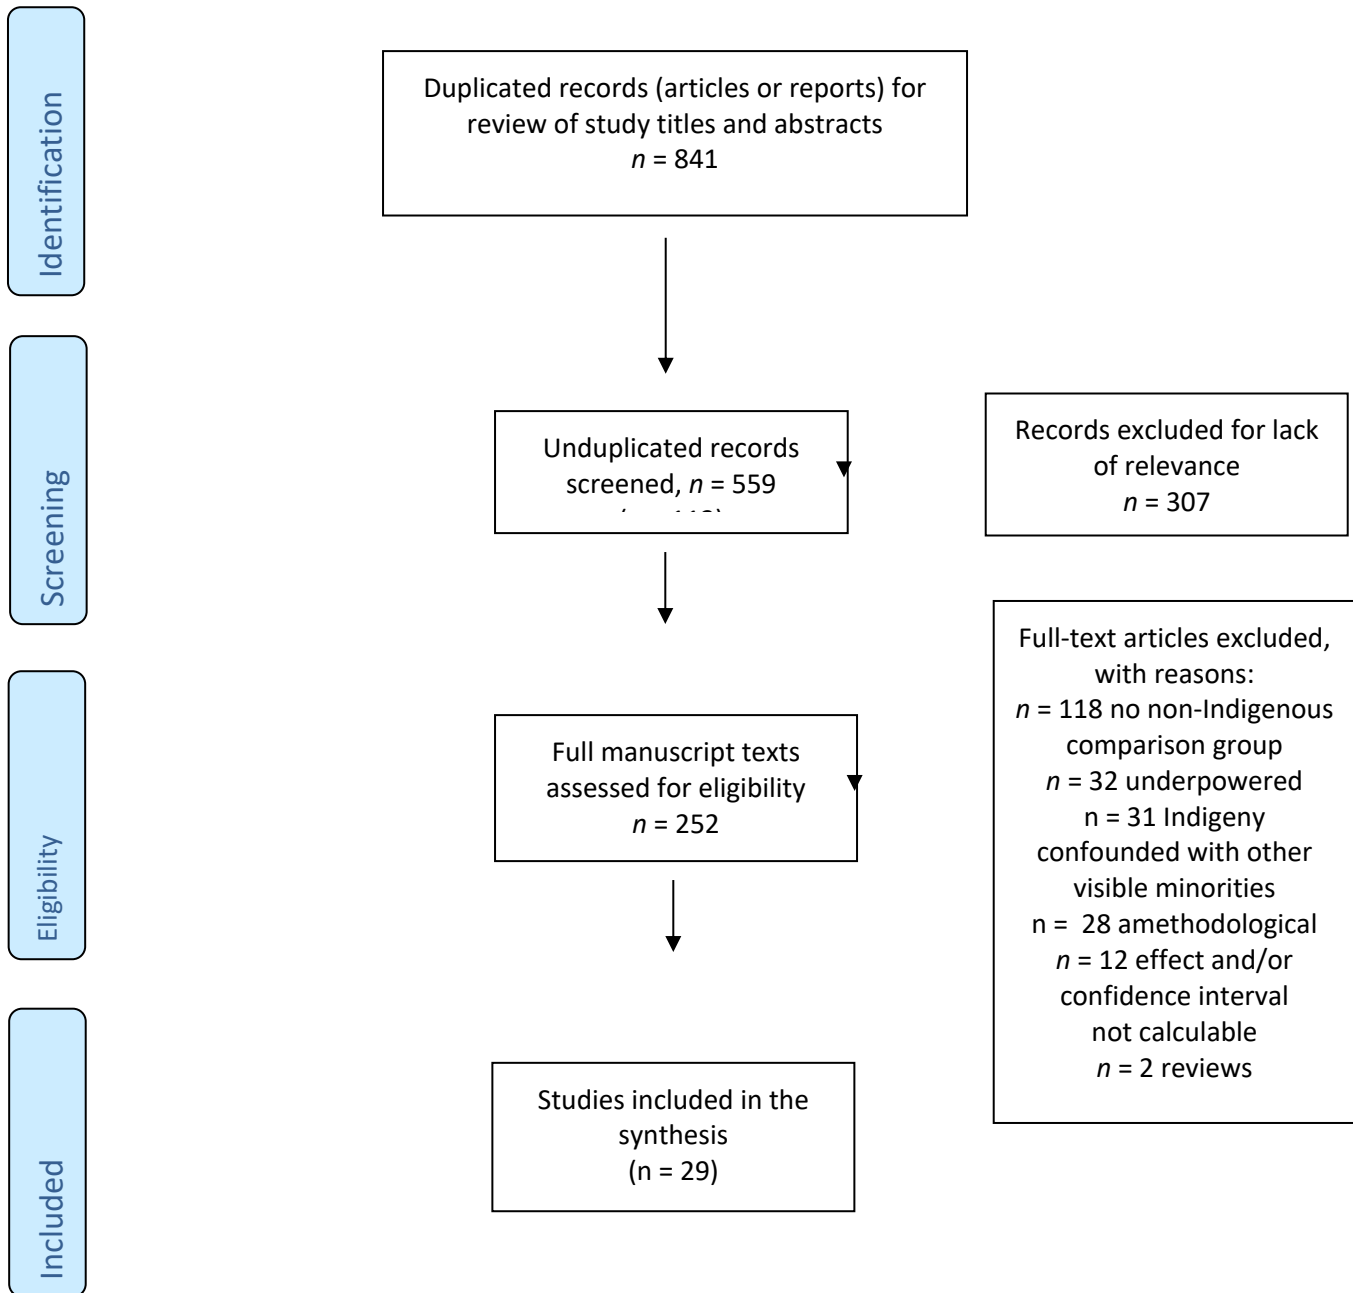 Identification
Duplicated records (articles or reports) for
review of study titles and abstracts
n = 841
Screening
Unduplicated records
screened, n = 559
Records excluded for lack
of relevance
n = 307
Eligibility
Full manuscript texts
assessed for eligibility
n = 252
Full-text articles excluded,
with reasons:
n = 118 no non-Indigenous
comparison group
n = 32 underpowered
n = 31 Indigeny
confounded with other
visible minorities
n =  28 amethodological
n = 12 effect and/or
confidence interval
not calculable
n = 2 reviews
Included
Studies included in the
synthesis
(n = 29)